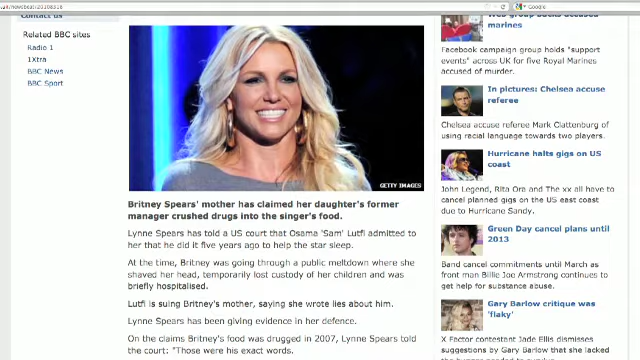 Contact us
Related BBC sites
Radio 1
1Xtra
BBC News
BBC Sport
GETTY IMAGES
Britney Spears' mother has claimed her daughter's former
manager crushed drugs into the singer's food.
Lynne Spears has told a US court that Osama 'Sam' Lutfi admitted to
her that he did it five years ago to help the star sleep.
At the time, Britney was going through a public meltdown where she
shaved her head, temporarily lost custody of her children and was
briefly hospitalised.
Lutfi is suing Britney's mother, saying she wrote lies about him.
Lynne Spears has been giving evidence in her defence.
On the claims Britney's food was drugged in 2007, Lynne Spears told
the court: "Those were his exact words.
Web group backs accused
marines
Facebook campaign group holds "support
events" across UK for five Royal Marines
accused of murder.
In pictures: Chelsea accuse
referee
Chelsea accuse referee Mark Clattenburg of
using racial language towards two players.
Hurricane halts gigs on US
coast
John Legend, Rita Ora and The xx all have to
cancel planned gigs on the US east coast
due to Hurricane Sandy.
Green Day cancel plans until
2013
Band cancel commitments until March as
front man Billie Joe Armstrong continues to
get help for substance abuse.
Gary Barlow critique was
'flaky'
X Factor contestant Jade Ellis dismisses
suggestions by Gary Barlow that she lacked